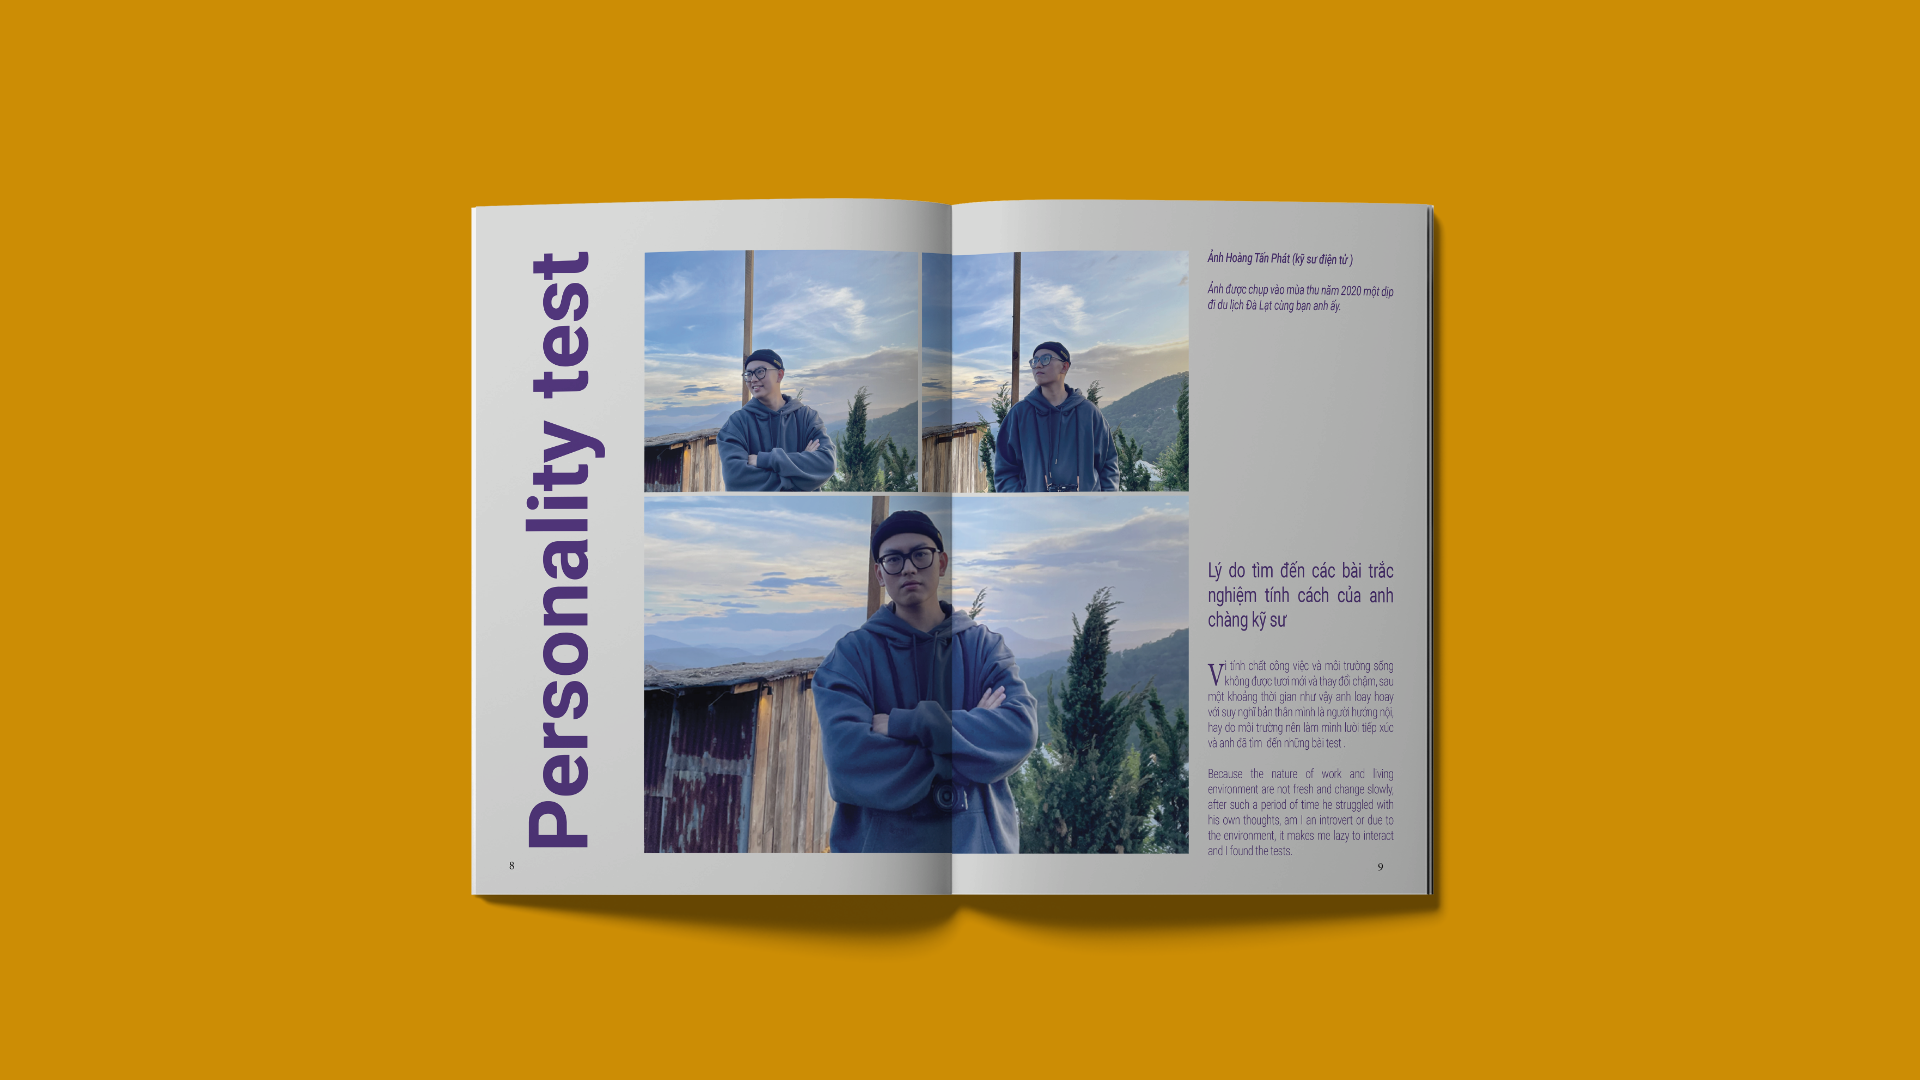 Personality test
Ảnh Hoàng Tấn Phát (kỹ sư điện tử )
Ảnh được chụp vào mùa thu năm 2020 một dịp
đi du lịch Đà Lạt cùng bạn anh ấy.
Lý do tìm đến các bài trắc
nghiệm tính cách của anh
chàng kỹ sư
Vì tính chất công việc và môi trường sống
không được tươi mới và thay đổi chậm, sau
một khoảng thời gian như vậy anh loay hoay
với suy nghĩ bản thân mình là người hướng nội,
hay do môi trường nên làm mình lười tiếp xúc
và anh đã tìm đến những bài test .
Because the nature of work and living
environment are not fresh and change slowly,
after such a period of time he struggled with
his own thoughts, am I an introvert or due to
the environment, it makes me lazy to interact
and I found the tests.
8
9